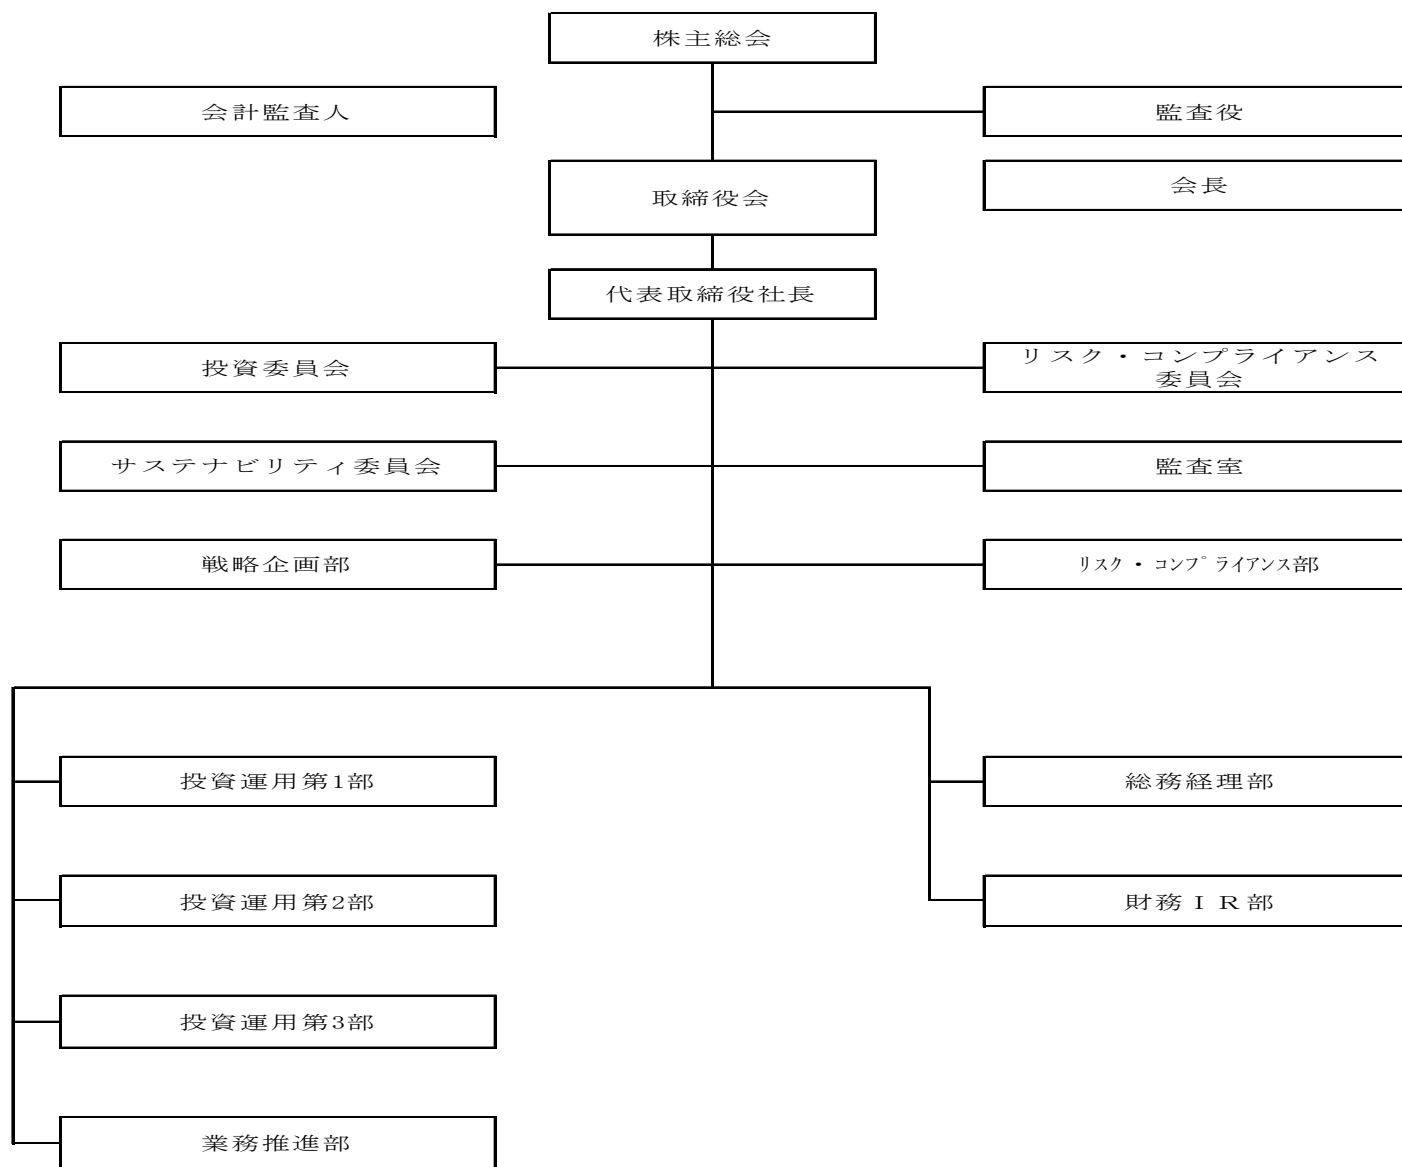 株主総会
会計監査人
監査役
取締役会
会長
代表取締役社長
投資委員会
リスク・コンプライアンス
委員会
サステナビリティ委員会
監査室
戦略企画部
リスク・コンプライアンス部
投資運用第1部
総務経理部
投資運用第2部
財務ＩＲ部
投資運用第3部
業務推進部